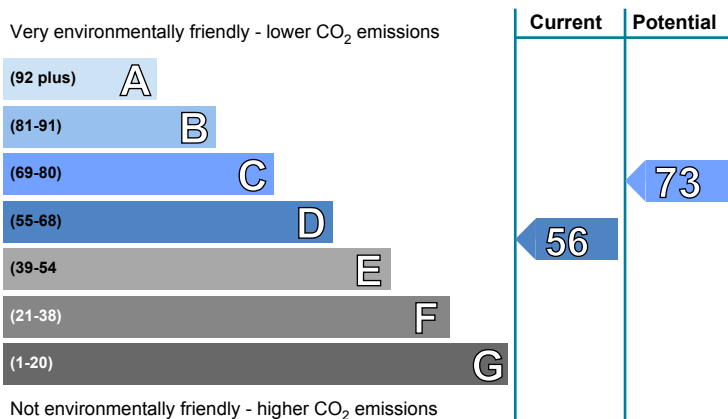 Current Potential
Very environmentally friendly - lower CO2 emissions
(92 plus) A
(81-91) B
(69-80) C
73
(55-68) D
56
(39-54 E
(21-38) F
(1-20) G
Not environmentally friendly - higher CO2 emissions